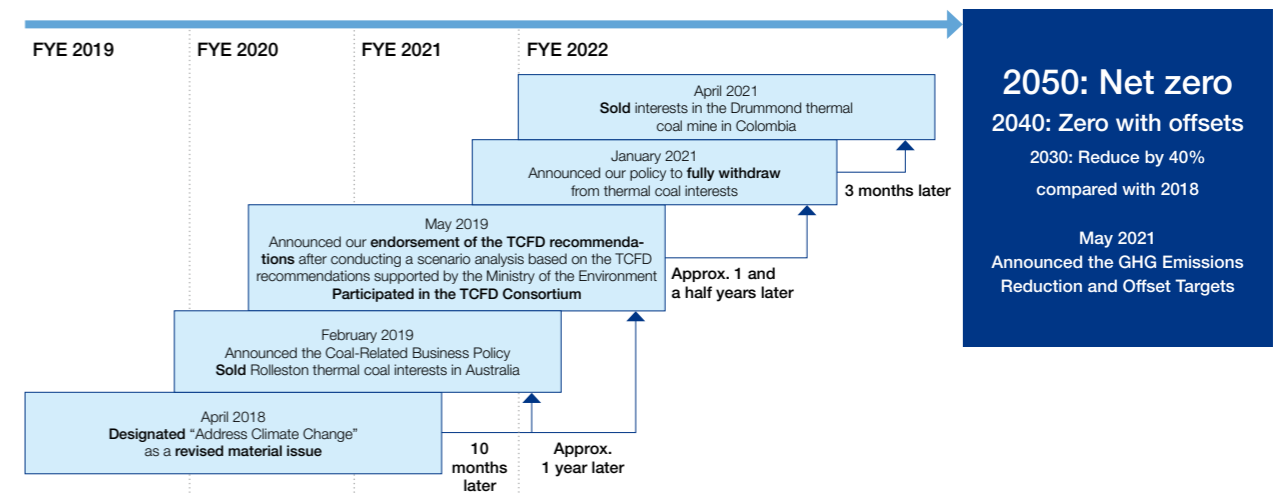 FYE 2019
FYE 2020
FYE 2021
FYE 2022
April 2021
Sold interests in the Drummond thermal
coal mine in Colombia
January 2021
Announced our policy to fully withdraw
from thermal coal interests
3 months later
May 2019
Announced our endorsement of the TCFD recommenda-
tions after conducting a scenario analysis based on the TCFD
recommendations supported by the Ministry of the Environment
Participated in the TCFD Consortium
Approx. 1 and
a half years later
February 2019
Announced the Coal-Related Business Policy
Sold Rolleston thermal coal interests in Australia
April 2018
Designated “Address Climate Change”
as a revised material issue
10
months
later
Approx.
1 year later
2050: Net zero
2040: Zero with offsets
2030: Reduce by 40%
compared with 2018
May 2021
Announced the GHG Emissions
Reduction and Offset Targets